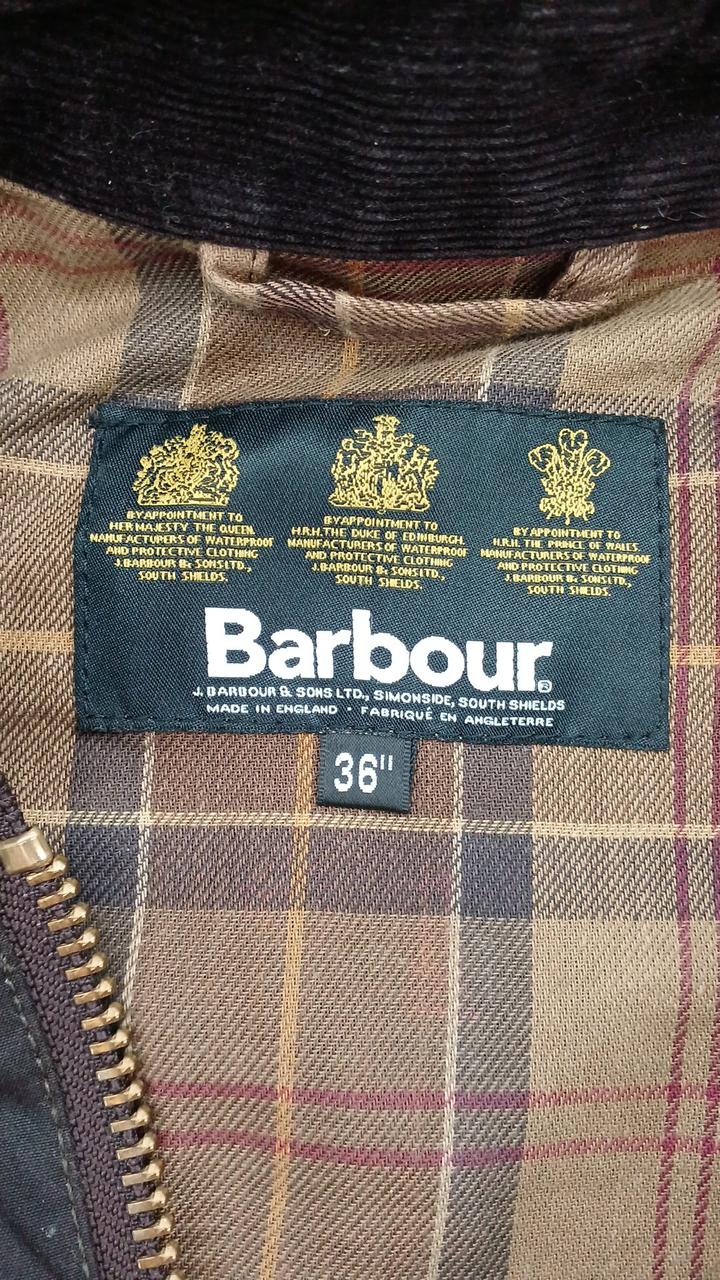 BY APPOINTMENT TO
HER MAJESTY THE QUEEN
MANUFACTURERS OF WATERPROOF
AND PROTECTIVE CLOTHING
J.BARBOUR & SONS LTD.,
SOUTH SHIELDS.
BY APPOINTMENT TO
H.R.H. THE DUKE OF EDINBURGH.
MANUFACTURERS OF WATERPROOF
AND PROTECTIVE CLOTHING
J.BARBOUR & SONS LTD.,
SOUTH SHIELDS.
BY APPOINTMENT TO
H.R.H. THE PRINCE OF WALES
MANUFACTURERS OF WATERPROOF
AND PROTECTIVE CLOTHING
J.BARBOUR & SONS LTD.,
SOUTH SHIELDS.
Barbour®
J. BARBOUR & SONS LTD., SIMONSIDE, SOUTH SHIELDS
MADE IN ENGLAND · FABRIQUÉ EN ANGLETERRE
36"